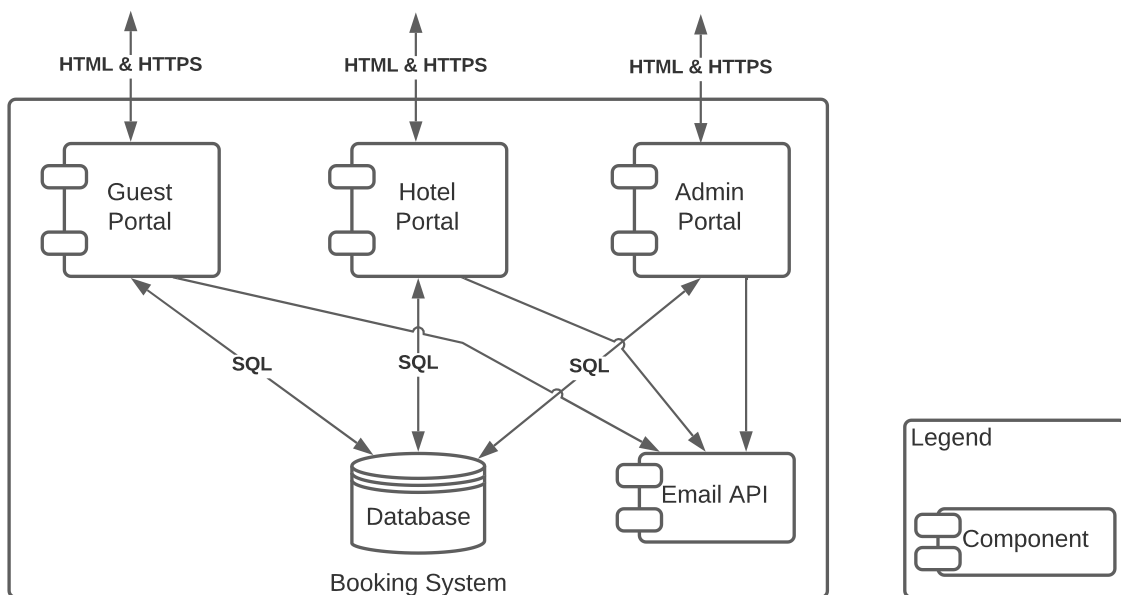 HTML & HTTPS
HTML & HTTPS
HTML & HTTPS
Guest
Portal
Hotel
Portal
Admin
Portal
SQL
SQL
SQL
Database
Email API
Booking System
Legend
Component